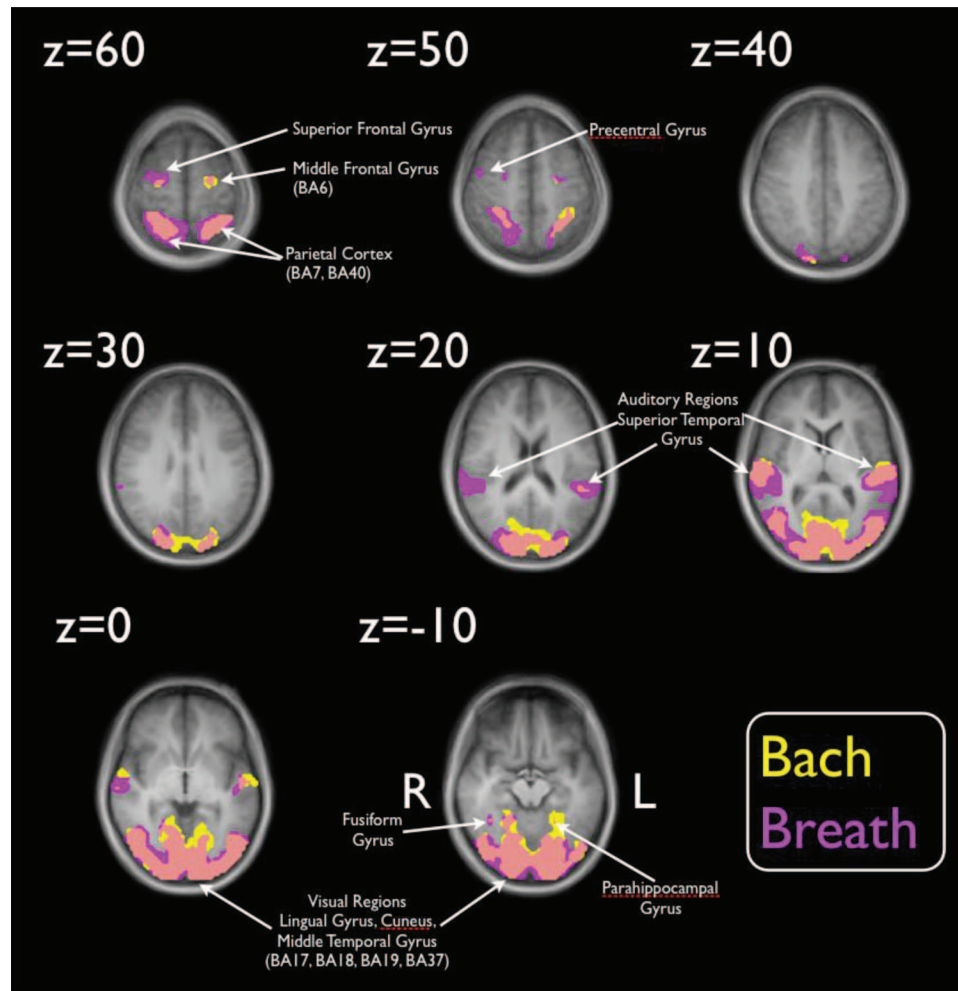 z=60
z=50
z=40
Superior Frontal Gyrus
Middle Frontal Gyrus
(BA6)
Parietal Cortex
(BA7, BA40)
Precentral Gyrus
z=30
z=20
z=10
Auditory Regions
Superior Temporal
Gyrus
z=0
z=-10
R
L
Fusiform
Gyrus
Parahippocampal
Gyrus
Visual Regions
Lingual Gyrus, Cuneus,
Middle Temporal Gyrus
(BA17, BA18, BA19, BA37)
Bach
Breath